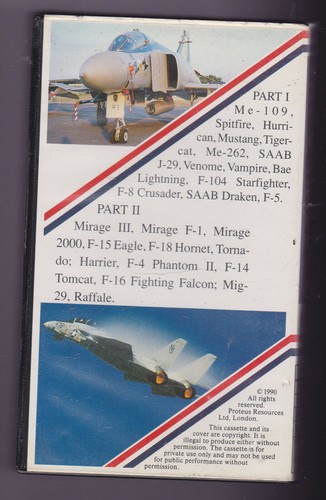 PART I
Me-109,
Spitfire, Hurri-
can, Mustang, Tiger-
cat, Me-262, SAAB
J-29, Venome, Vampire, Bae
Lightning, F-104 Starfighter,
F-8 Crusader, SAAB Draken, F-5.
PART II
Mirage III, Mirage F-1, Mirage
2000, F-15 Eagle, F-18 Hornet, Torna-
do; Harrier, F-4 Phantom II, F-14
Tomcat, F-16 Fighting Falcon; Mig-
29, Raffale.
© 1990
All rights
reserved.
Proteus Resources
Ltd, London.
This cassette and its
cover are copyright. It is
illegal to produce either without
permission. The cassette is for
private use only and may not be used
for public performance without
permission.